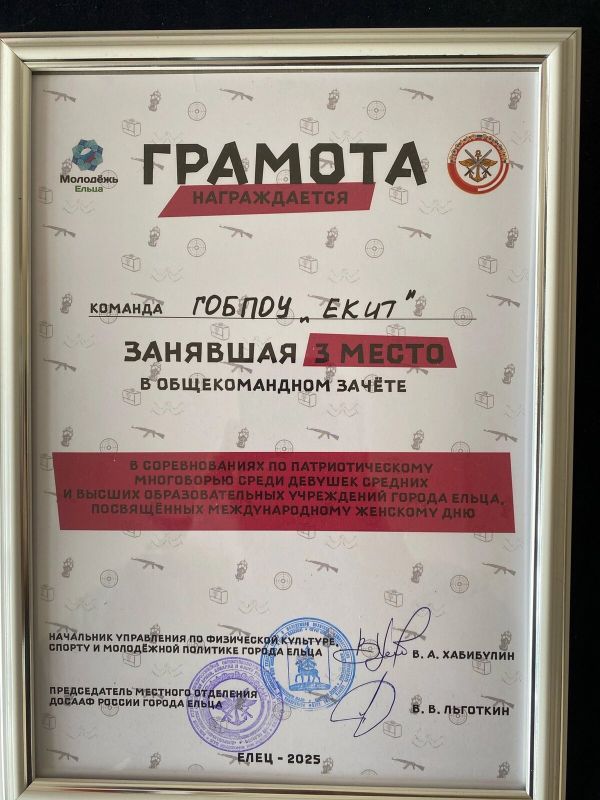 ГРАМОТА
НАГРАЖДАЕТСЯ
Молодёжь
Ельца
КОМАНДА ГОБПОУ „ЕКИТ"
ЗАНЯВШАЯ 3 МЕСТО
В ОБЩЕКОМАНДНОМ ЗАЧЁТЕ
В СОРЕВНОВАНИЯХ ПО ПАТРИОТИЧЕСКОМУ
МНОГОБОРЬЮ СРЕДИ ДЕВУШЕК СРЕДНИХ
И ВЫСШИХ ОБРАЗОВАТЕЛЬНЫХ УЧРЕЖДЕНИЙ ГОРОДА ЕЛЬЦА,
ПОСВЯЩЁННЫХ МЕЖДУНАРОДНОМУ ЖЕНСКОМУ ДНЮ
НАЧАЛЬНИК УПРАВЛЕНИЯ ПО ФИЗИЧЕСКОЙ КУЛЬТУРЕ,
СПОРТУ И МОЛОДЁЖНОЙ ПОЛИТИКЕ ГОРОДА ЕЛЬЦА
В. А. ХАБИБУЛИН
ПРЕДСЕДАТЕЛЬ МЕСТНОГО ОТДЕЛЕНИЯ
ДОСААФ РОССИИ ГОРОДА ЕЛЬЦА
В. В. ЛЬГОТКИН
ЕЛЕЦ - 2025